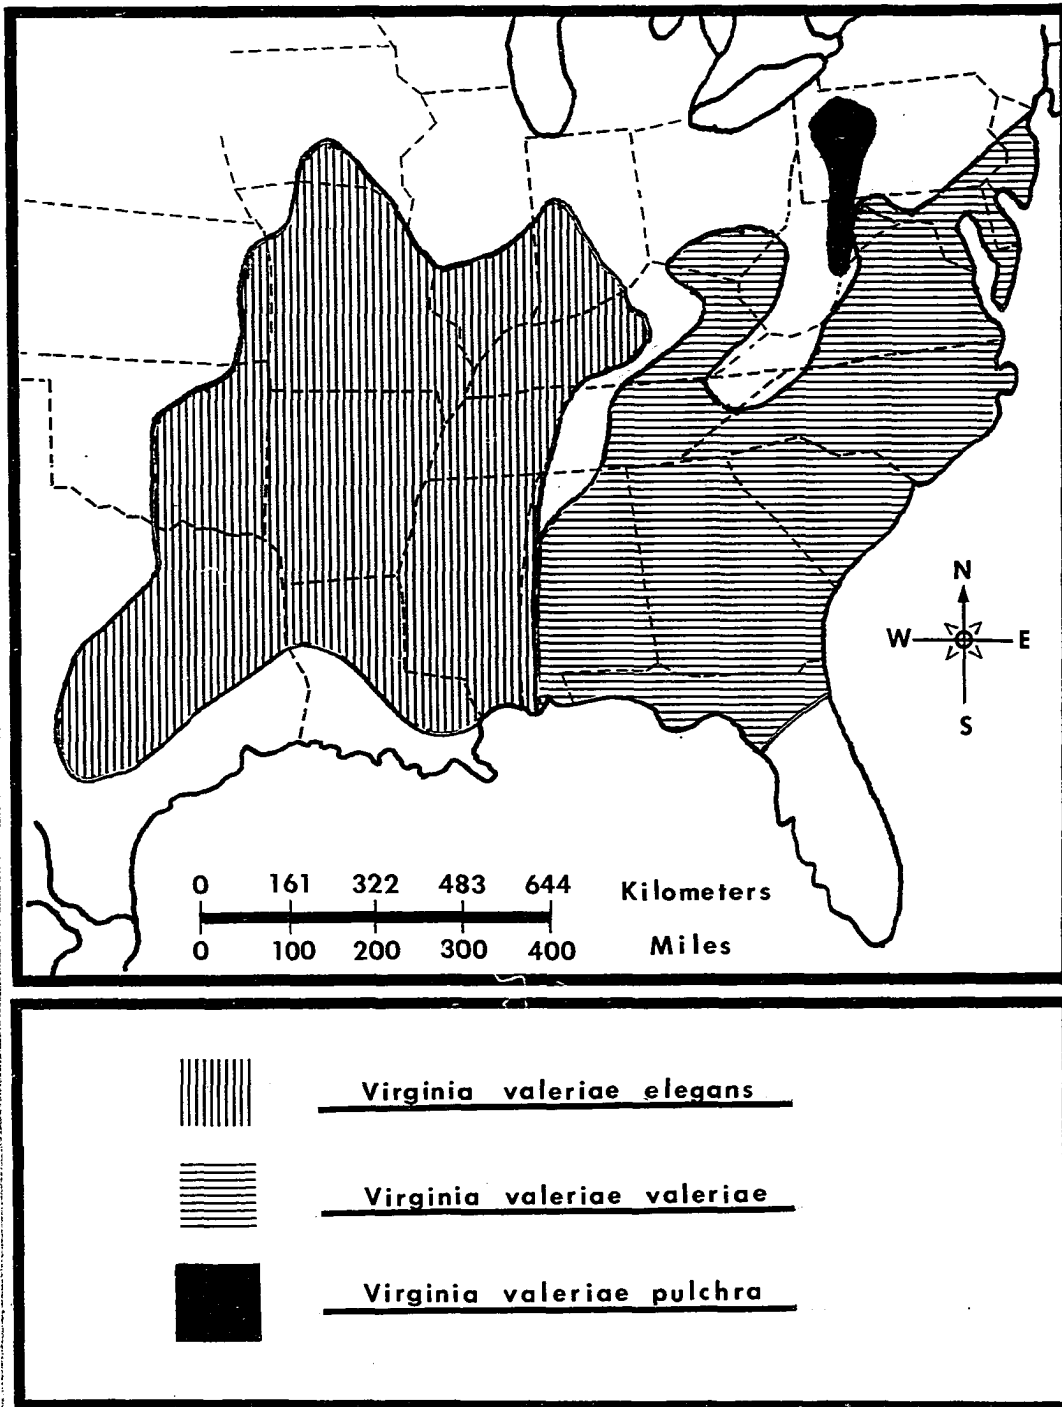 N
W E
S
0 161 322 483 644 Kilometers
0 100 200 300 400 Miles
Virginia valeriae elegans
Virginia valeriae valeriae
Virginia valeriae pulchra